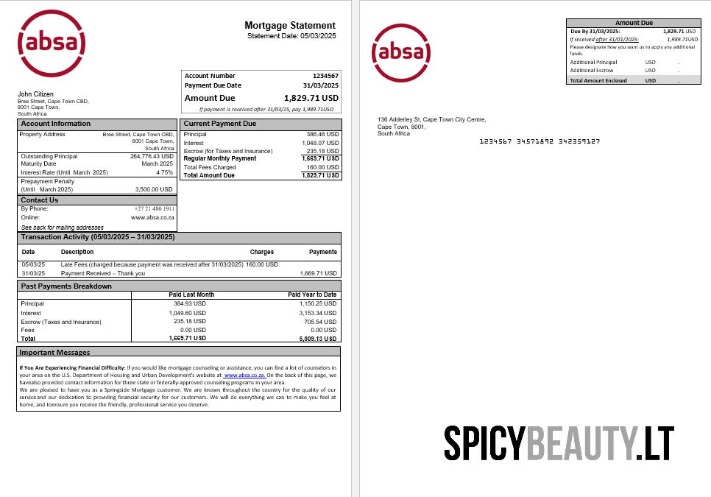 absa
Mortgage Statement
Statement Date: 05/03/2025
Account Number 1234567
Payment Due Date 31/03/2025
Amount Due 1,829.71 USD
If payment is received after 31/03/25, pay 1,989.71USD
John Citizen
Bree Street, Cape Town CBD,
8001 Cape Town,
South Africa
Account Information
Property Address Bree Street, Cape Town CBD,
8001 Cape Town,
South Africa
Outstanding Principal 264,776.43 USD
Maturity Date March 2025
Interest Rate (Until March 2025) 4.75%
Prepayment Penalty
(Until March 2025) 3,500.00 USD
Current Payment Due
Principal 386.46 USD
Interest 1,048.07 USD
Escrow (for Taxes and Insurance) 235.18 USD
Regular Monthly Payment 1,669.71 USD
Total Fees Charged 160.00 USD
Total Amount Due 1,829.71 USD
Contact Us
By Phone: +27 21 480 1911
Online: www.absa.co.za
See back for mailing addresses
Transaction Activity (05/03/2025 – 31/03/2025)
Date Description Charges Payments
05/03/25 Late Fees (charged because payment was received after 31/03/2025) 160.00 USD
31/03/25 Payment Received – Thank you 1,669.71 USD
Past Payments Breakdown
Paid Last Month Paid Year to Date
Principal 384.93 USD 1,150.25 USD
Interest 1,049.60 USD 3,153.34 USD
Escrow (Taxes and Insurance) 235.18 USD 705.54 USD
Fees 0.00 USD 0.00 USD
Total 1,669.71 USD 5,009.13 USD
Important Messages
If You Are Experiencing Financial Difficulty: If you would like mortgage counseling or assistance, you can find a list of counselors in
your area on the U.S. Department of Housing and Urban Development's website at www.absa.co.za. On the back of this page, we
havealso provided contact information for three state or federally-approved counseling programs in your area.
We are pleased to have you as a Springside Mortgage customer. We are known throughout the country for the quality of our
service and our dedication to providing financial security for our customers. We will do everything we can to make you feel at
home, and toensure you receive the friendly, professional service you deserve.
absa
Amount Due
Due By 31/03/2025: 1,829.71 USD
If received after 31/01/2025: 1,889.71USD
Please designate how you want us to apply any additional
funds.
Additional Principal USD -
Additional Escrow USD -
Total Amount Enclosed USD -
136 Adderley St, Cape Town City Centre,
Cape Town, 8001,
South Africa
1234567 34571892 342359127
SPICYBEAUTY.LT